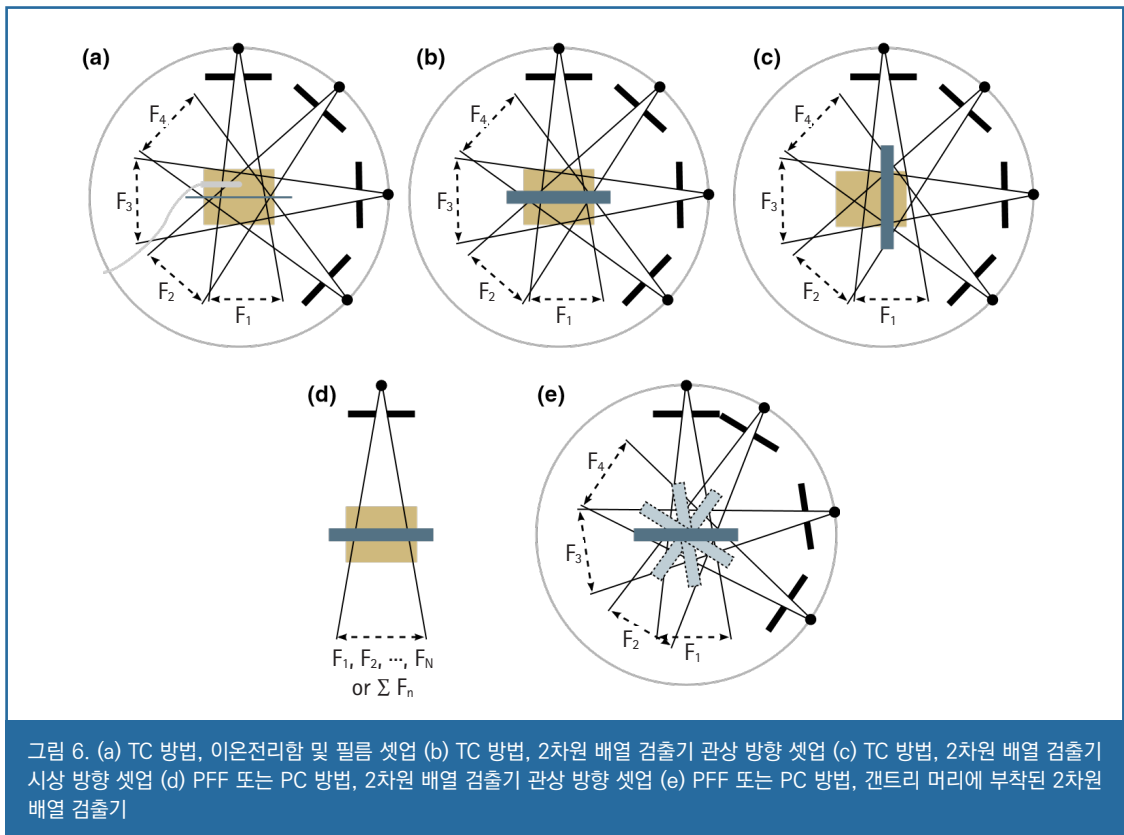 (a)
F₄
F₃
F₂
F₁
(b)
F₄
F₃
F₂
F₁
(c)
F₄
F₃
F₂
F₁
(d)
F₁, F₂, ···, F_N
or Σ Fₙ
(e)
F₄
F₃
F₂
F₁
그림 6. (a) TC 방법, 이온전리함 및 필름 셋업 (b) TC 방법, 2차원 배열 검출기 관상 방향 셋업 (c) TC 방법, 2차원 배열 검출기
시상 방향 셋업 (d) PFF 또는 PC 방법, 2차원 배열 검출기 관상 방향 셋업 (e) PFF 또는 PC 방법, 갠트리 머리에 부착된 2차원
배열 검출기